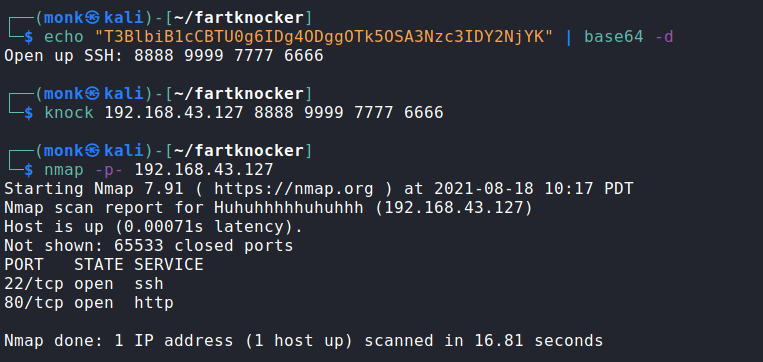 ┌──(monk㉿kali)-[~/fartknocker]
└─$ echo "T3BlbiB1cCBTU0g6IDg4ODggOTk5OSA3Nzc3IDY2NjYK" | base64 -d
Open up SSH: 8888 9999 7777 6666
┌──(monk㉿kali)-[~/fartknocker]
└─$ knock 192.168.43.127 8888 9999 7777 6666
┌──(monk㉿kali)-[~/fartknocker]
└─$ nmap -p- 192.168.43.127
Starting Nmap 7.91 ( https://nmap.org ) at 2021-08-18 10:17 PDT
Nmap scan report for Huhuhhhhhuhuhhh (192.168.43.127)
Host is up (0.00071s latency).
Not shown: 65533 closed ports
PORT   STATE SERVICE
22/tcp open  ssh
80/tcp open  http
Nmap done: 1 IP address (1 host up) scanned in 16.81 seconds